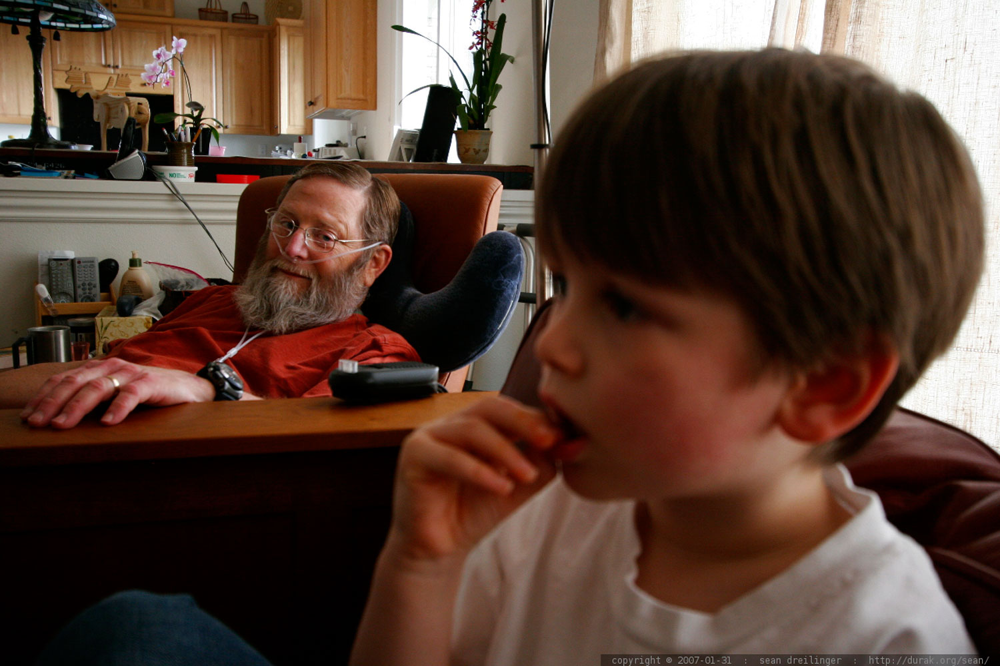 NO
copyright © 2007-01-31 : sean dreilinger : http://durak.org/sean/